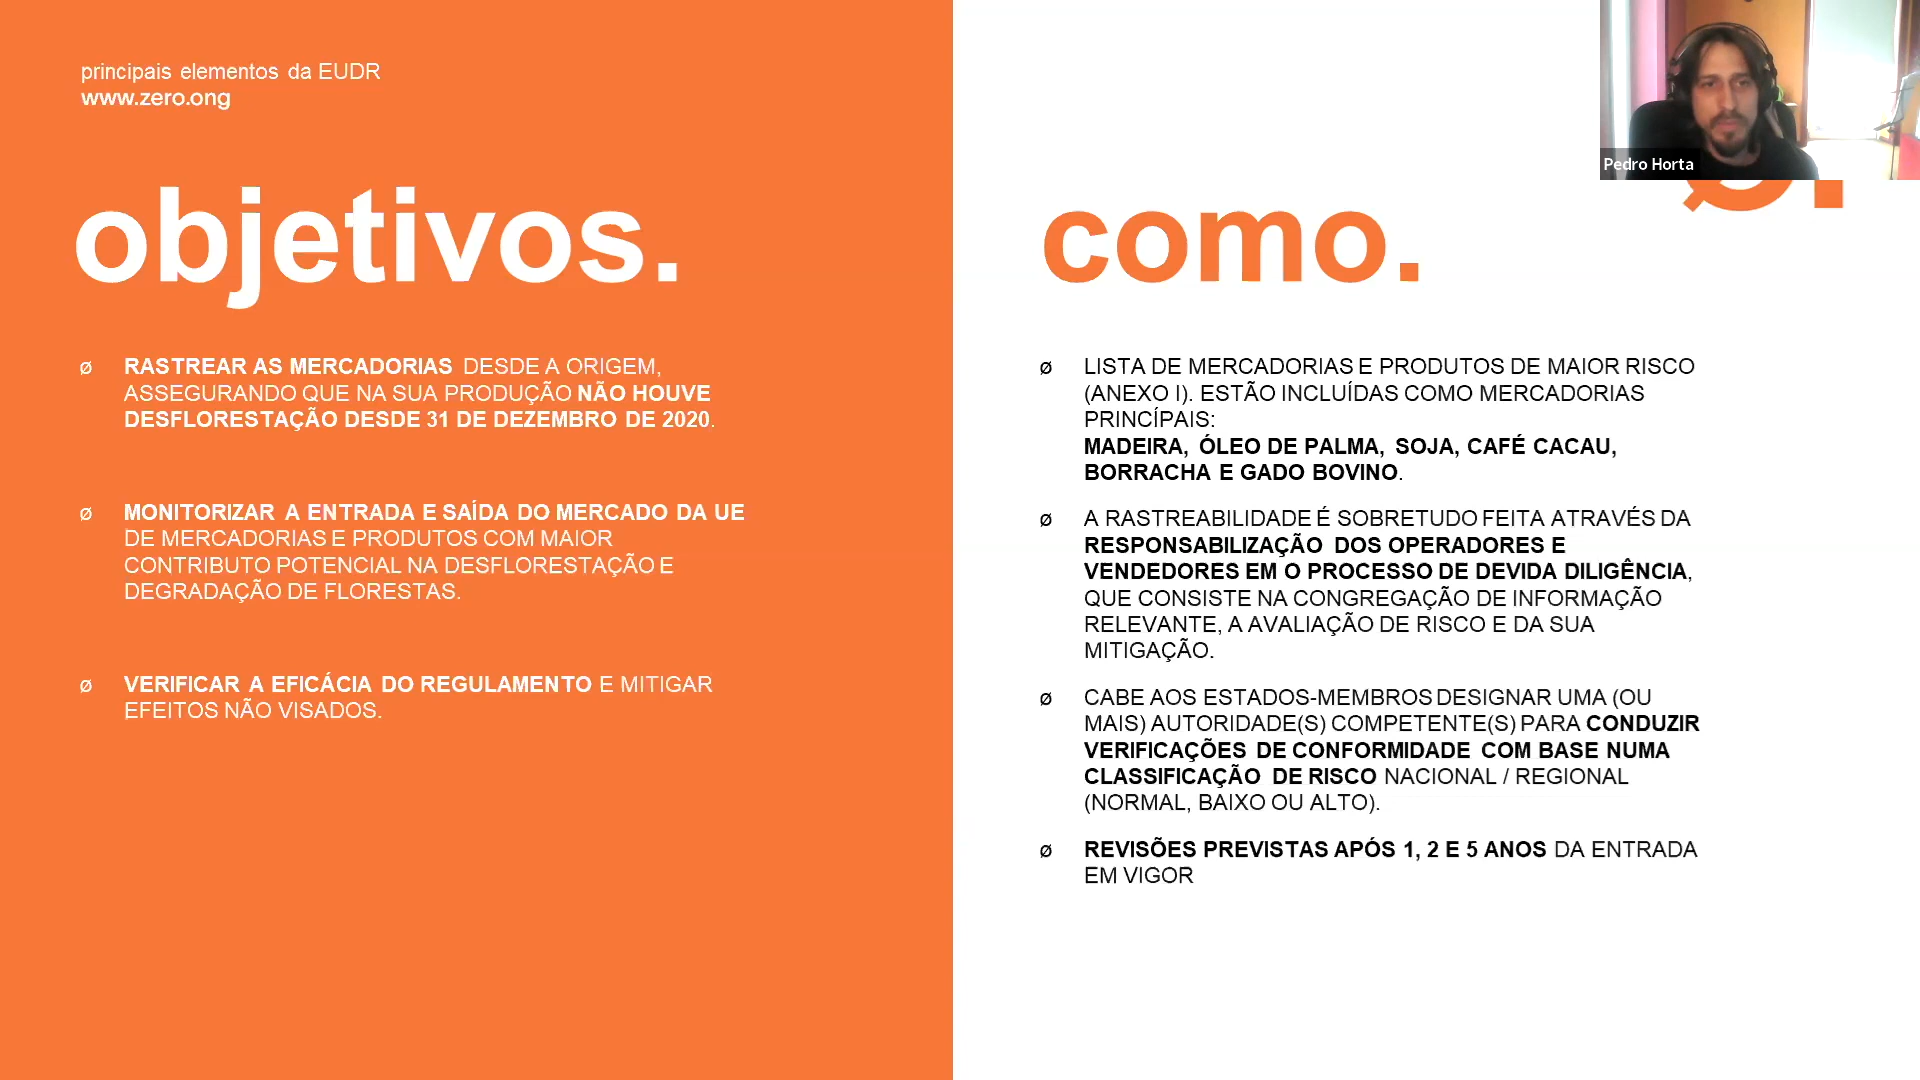 principais elementos da EUDR
www.zero.ong
objetivos.
ø RASTREAR AS MERCADORIAS DESDE A ORIGEM,
ASSEGURANDO QUE NA SUA PRODUÇÃO NÃO HOUVE
DESFLORESTAÇÃO DESDE 31 DE DEZEMBRO DE 2020.
ø MONITORIZAR A ENTRADA E SAÍDA DO MERCADO DA UE
DE MERCADORIAS E PRODUTOS COM MAIOR
CONTRIBUTO POTENCIAL NA DESFLORESTAÇÃO E
DEGRADAÇÃO DE FLORESTAS.
ø VERIFICAR A EFICÁCIA DO REGULAMENTO E MITIGAR
EFEITOS NÃO VISADOS.
Pedro Horta
como.
ø LISTA DE MERCADORIAS E PRODUTOS DE MAIOR RISCO
(ANEXO I). ESTÃO INCLUÍDAS COMO MERCADORIAS
PRINCÍPAIS:
MADEIRA, ÓLEO DE PALMA, SOJA, CAFÉ CACAU,
BORRACHA E GADO BOVINO.
ø A RASTREABILIDADE É SOBRETUDO FEITA ATRAVÉS DA
RESPONSABILIZAÇÃO DOS OPERADORES E
VENDEDORES EM O PROCESSO DE DEVIDA DILIGÊNCIA,
QUE CONSISTE NA CONGREGAÇÃO DE INFORMAÇÃO
RELEVANTE, A AVALIAÇÃO DE RISCO E DA SUA
MITIGAÇÃO.
ø CABE AOS ESTADOS-MEMBROS DESIGNAR UMA (OU
MAIS) AUTORIDADE(S) COMPETENTE(S) PARA CONDUZIR
VERIFICAÇÕES DE CONFORMIDADE COM BASE NUMA
CLASSIFICAÇÃO DE RISCO NACIONAL / REGIONAL
(NORMAL, BAIXO OU ALTO).
ø REVISÕES PREVISTAS APÓS 1, 2 E 5 ANOS DA ENTRADA
EM VIGOR